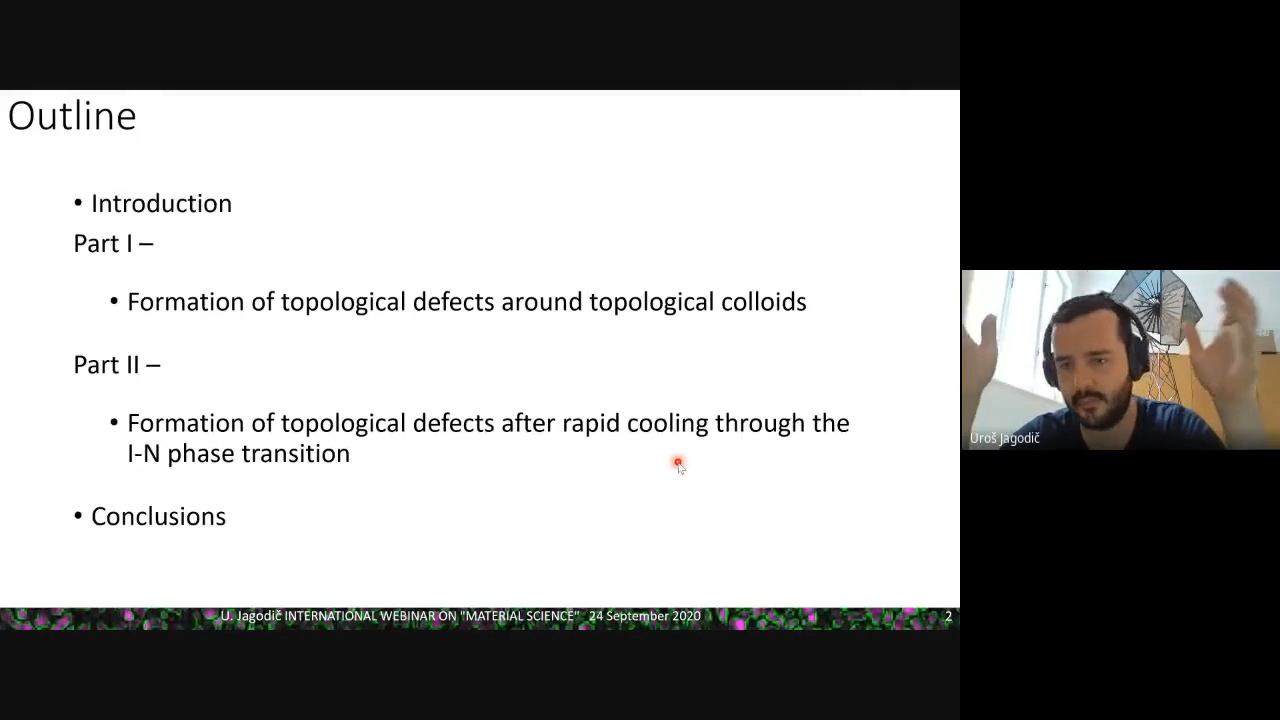 Outline
• Introduction
Part I –
• Formation of topological defects around topological colloids
Part II –
• Formation of topological defects after rapid cooling through the
I-N phase transition
• Conclusions
U. Jagodič INTERNATIONAL WEBINAR ON "MATERIAL SCIENCE" 24 September 2020
2
Uroš Jagodič